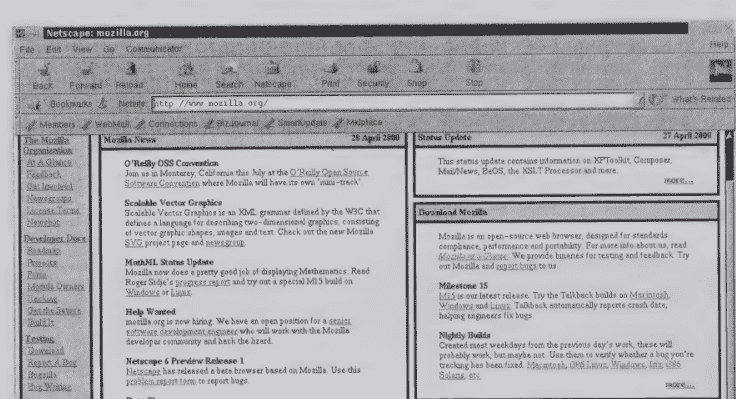 Netscape: mozilla.org
File Edit View Go Communicator Help
Back Forward Reload Home Search Netscape Print Security Shop Stop
Bookmarks Netsite: http://www.mozilla.org/ What's Related
Members WebMail Connections BizJournal SmartUpdate Mktplace
The Mozilla
Organization
At A Glance
Feedback
Get Involved
Newsgroups
License Terms
Newsbot
Developer Docs
Roadmap
Projects
Ports
Module Owners
Hacking
Get the Source
Build It
Testing
Download
Report A Bug
Bugzilla
Bug Writing
Mozilla News 28 April 2000
O'Reilly OSS Convention
Join us in Monterey, California this July at the O'Reilly Open Source
Software Convention where Mozilla will have its own "mini-track".
Scalable Vector Graphics
Scalable Vector Graphics is an XML grammar defined by the W3C that
defines a language for describing two-dimensional graphics, consisting
of vector graphic shapes, images and text. Check out the new Mozilla
SVG project page and newsgroup.
MathML Status Update
Mozilla now does a pretty good job of displaying Mathematics. Read
Roger Sidje's progress report and try out a special M15 build on
Windows or Linux.
Help Wanted
mozilla.org is now hiring. We have an open position for a senior
software development engineer who will work with the Mozilla
developer community and hack the lizard.
Netscape 6 Preview Release 1
Netscape has released a beta browser based on Mozilla. Use this
problem report form to report bugs.
Status Update 27 April 2000
This status update contains information on XPToolkit, Composer,
Mail/News, BeOS, the XSLT Processor and more.
more...
Download Mozilla
Mozilla is an open-source web browser, designed for standards
compliance, performance and portability. For more info about us, read
Mozilla at a Glance. We provide binaries for testing and feedback. Try
out Mozilla and report bugs to us
Milestone 15
M15 is our latest release. Try the Talkback builds on Macintosh,
Windows and Linux. Talkback automatically reports crash data,
helping engineers fix bugs.
Nightly Builds
Created most weekdays from the previous day's work, these will
probably work, but maybe not. Use them to verify whether a bug you're
tracking has been fixed. Macintosh, i386 Linux, Windows, Irix, i386
Solaris, etc
more...